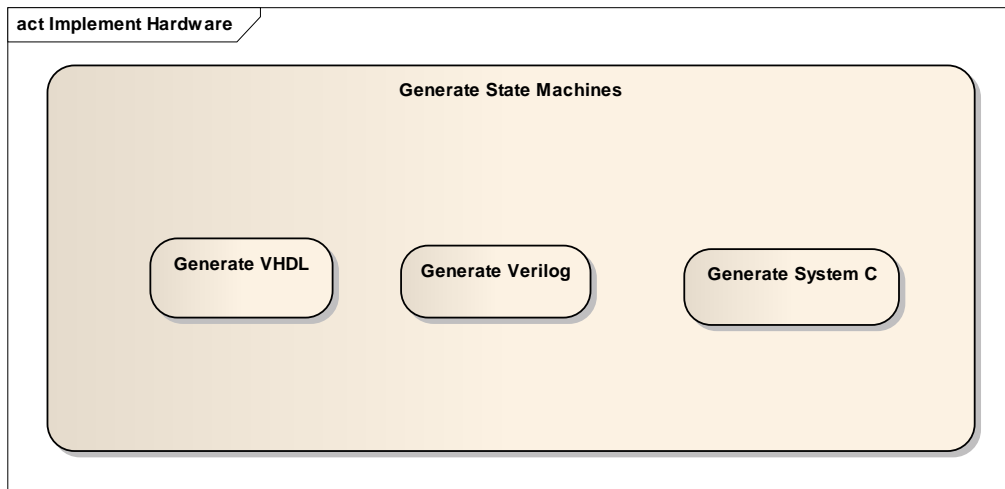 act Implement Hardware
Generate State Machines
Generate VHDL
Generate Verilog
Generate System C